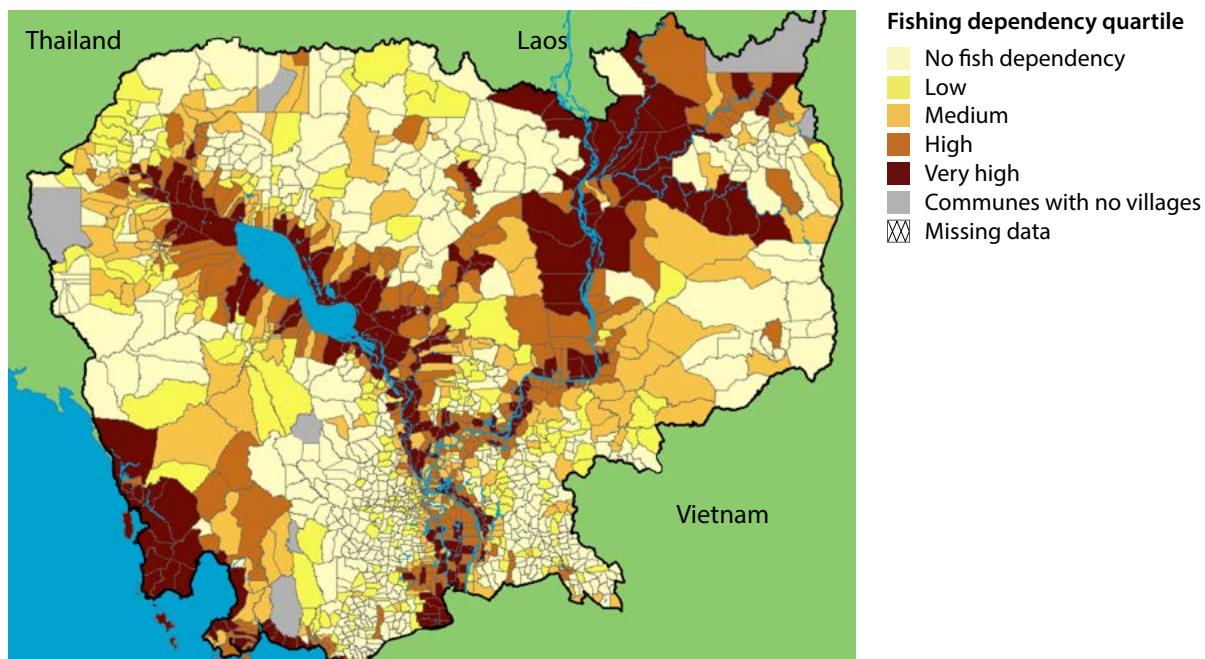 Thailand
Laos
Vietnam
Fishing dependency quartile
No fish dependency
Low
Medium
High
Very high
Communes with no villages
Missing data